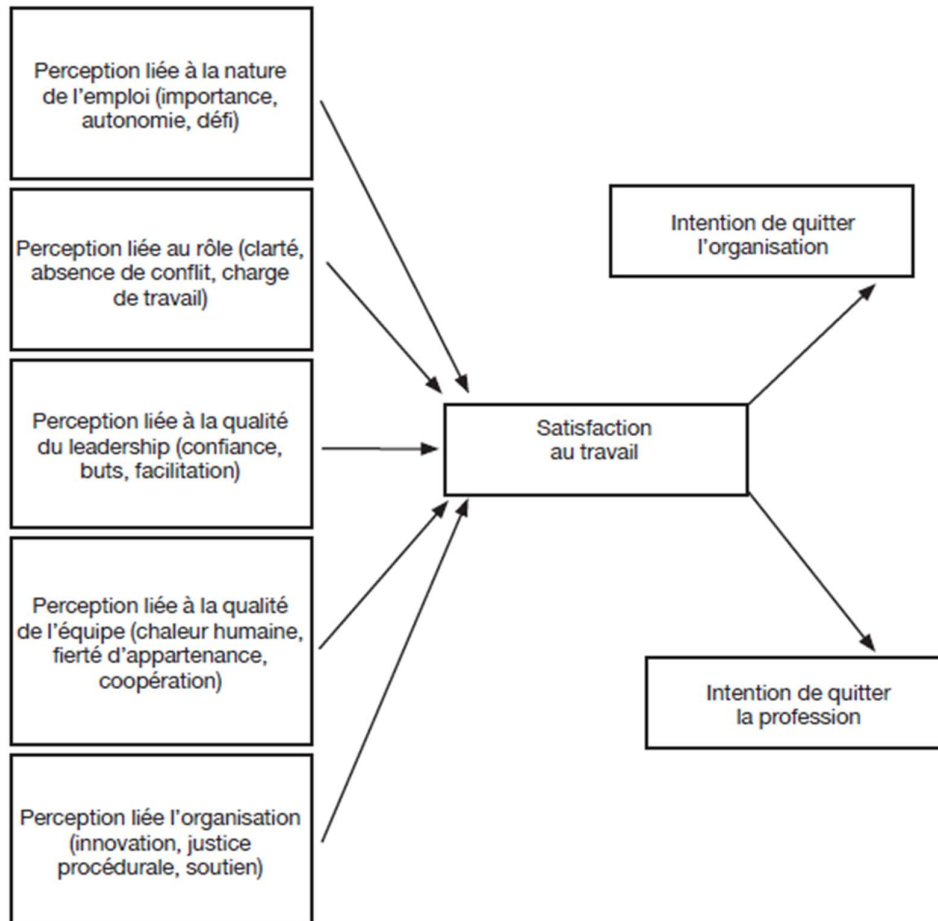 Perception liée à la nature
de l'emploi (importance,
autonomie, défi)
Perception liée au rôle (clarté,
absence de conflit, charge
de travail)
Perception liée à la qualité
du leadership (confiance,
buts, facilitation)
Perception liée à la qualité
de l'équipe (chaleur humaine,
fierté d'appartenance,
coopération)
Perception liée l'organisation
(innovation, justice
procédurale, soutien)
Satisfaction
au travail
Intention de quitter
l'organisation
Intention de quitter
la profession